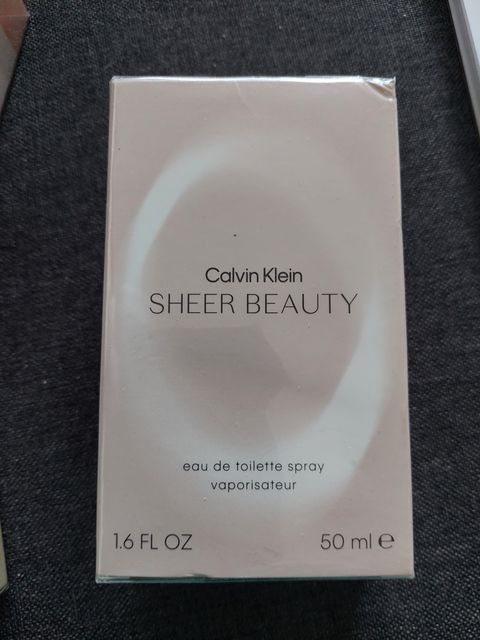 Calvin Klein
SHEER BEAUTY
eau de toilette spray
vaporisateur
1.6 FL OZ 50 ml ℮